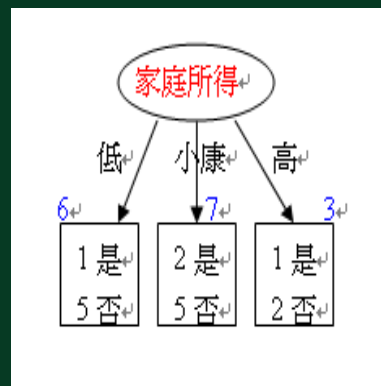 家庭所得
低 小康 高
6 7 3
1是 2是 1是
5否 5否 2否